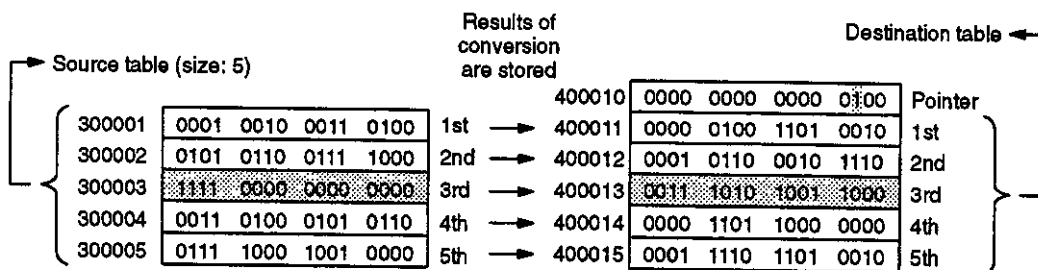 Results of
conversion
are stored
Destination table
Source table (size: 5)
400010 0000 0000 0000 0100 Pointer
300001 0001 0010 0011 0100 1st 400011 0000 0100 1101 0010 1st
300002 0101 0110 0111 1000 2nd 400012 0001 0110 0010 1110 2nd
300003 1111 0000 0000 0000 3rd 400013 0011 1010 1001 1000 3rd
300004 0011 0100 0101 0110 4th 400014 0000 1101 1000 0000 4th
300005 0111 1000 1001 0000 5th 400015 0001 1110 1101 0010 5th